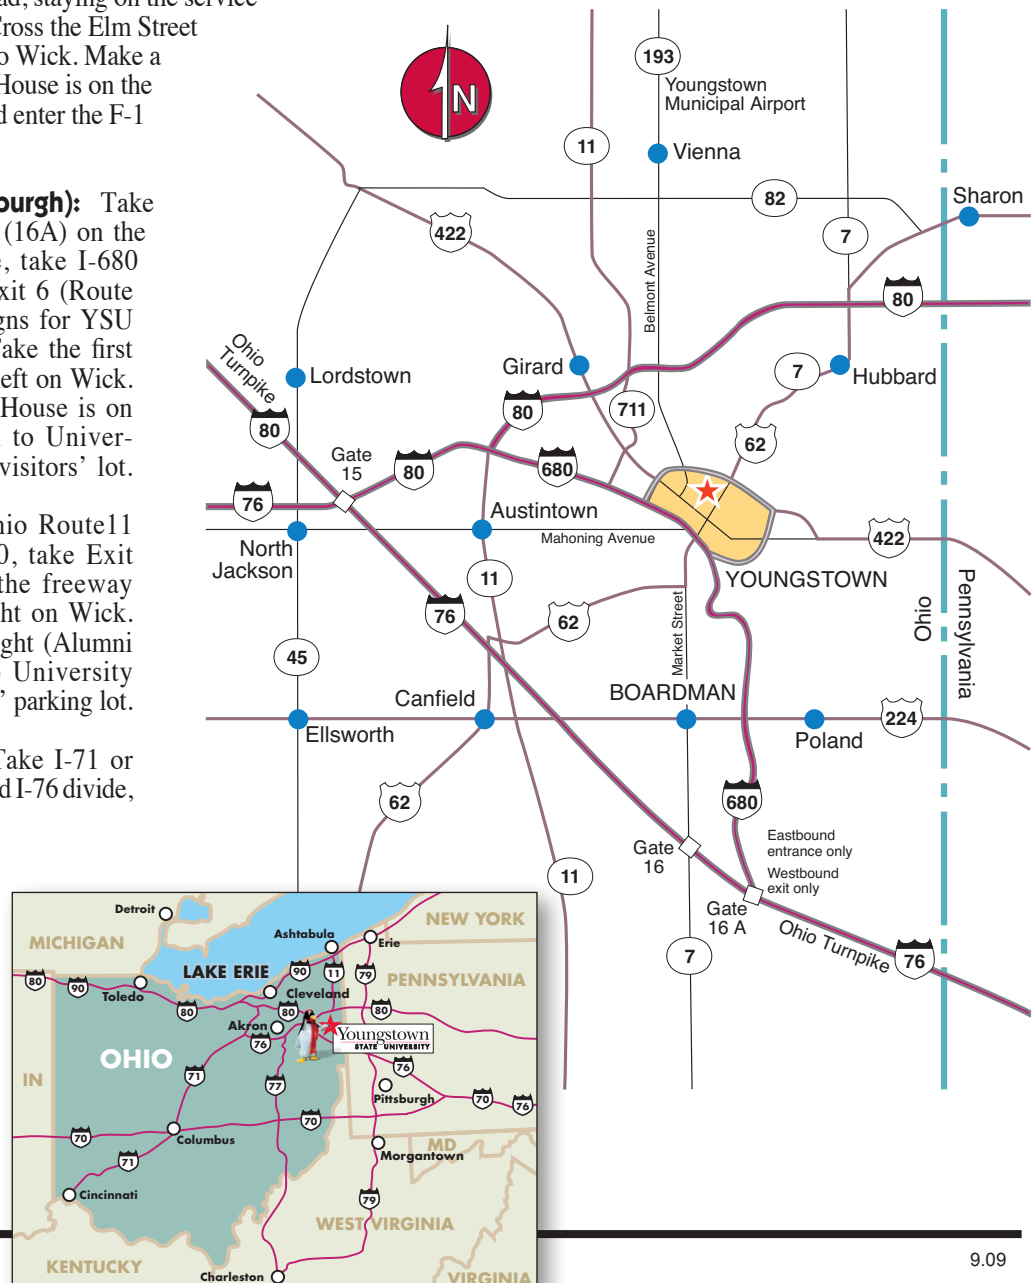 ad, staying on the service
Cross the Elm Street
o Wick. Make a
House is on the
d enter the F-1
burgh): Take
(16A) on the
e, take I-680
xit 6 (Route
gns for YSU
Take the first
left on Wick.
House is on
to Univer-
visitors' lot.
hio Route11
0, take Exit
the freeway
ght on Wick.
ght (Alumni
University
' parking lot.
Take I-71 or
d I-76 divide,
N
193
Youngstown
Municipal Airport
11
Vienna
82
Sharon
422
7
Belmont Avenue
80
Ohio
Turnpike
Girard
Lordstown
7
Hubbard
80
711
80
62
Gate
15
80
680
76
Austintown
Mahoning Avenue
422
North
Jackson
11
YOUNGSTOWN
76
62
Market Street
Ohio
Pennsylvania
45
Canfield
BOARDMAN
224
Ellsworth
Poland
62
680
Gate
16
Eastbound
entrance only
Westbound
exit only
11
Gate
16 A
Ohio Turnpike
7
76
Detroit
NEW YORK
MICHIGAN
Ashtabula
Erie
LAKE ERIE
90
11
79
PENNSYLVANIA
80
90
Toledo
Cleveland
80
80
80
Akron
Youngstown
STATE UNIVERSITY
76
OHIO
76
IN
71
77
Pittsburgh
70
76
70
70
Columbus
MD
Morgantown
71
Cincinnati
79
WEST VIRGINIA
KENTUCKY
Charleston
VIRGINIA
9.09